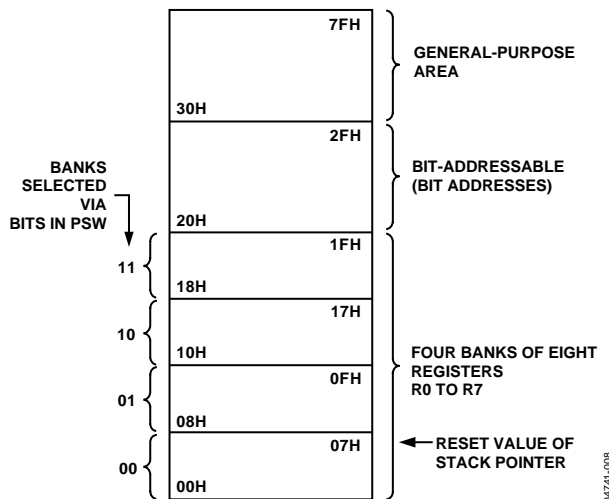 7FH
GENERAL-PURPOSE
AREA
30H
2FH
BANKS
SELECTED
VIA
BITS IN PSW
BIT-ADDRESSABLE
(BIT ADDRESSES)
20H
1FH
11
18H
17H
10
10H
FOUR BANKS OF EIGHT
REGISTERS
R0 TO R7
0FH
01
08H
07H
RESET VALUE OF
STACK POINTER
00
00H